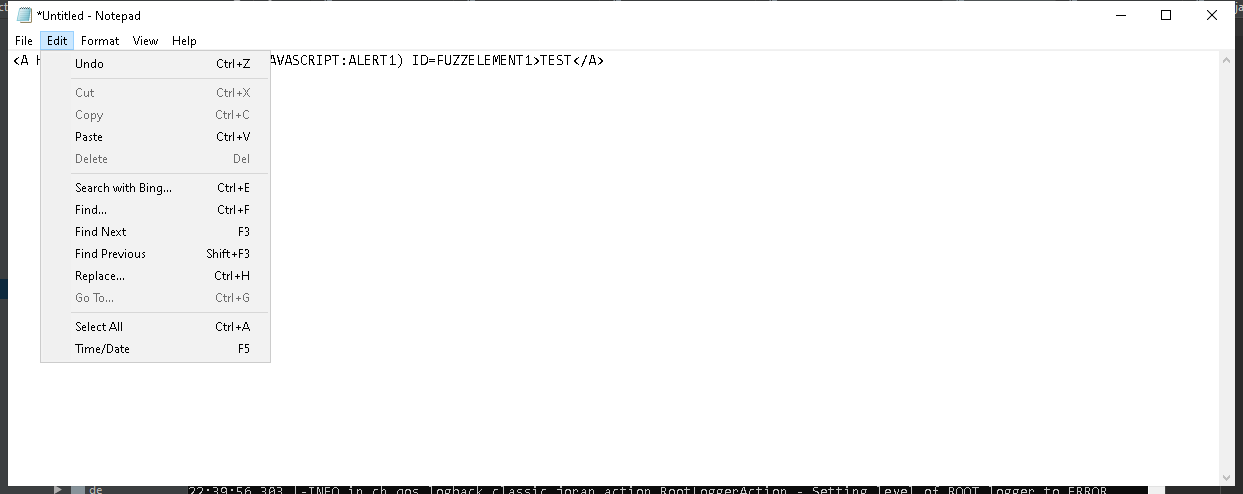 *Untitled - Notepad
File Edit Format View Help
<A H AVASCRIPT:ALERT1) ID=FUZZELEMENT1>TEST</A>
Undo Ctrl+Z
Cut Ctrl+X
Copy Ctrl+C
Paste Ctrl+V
Delete Del
Search with Bing... Ctrl+E
Find... Ctrl+F
Find Next F3
Find Previous Shift+F3
Replace... Ctrl+H
Go To... Ctrl+G
Select All Ctrl+A
Time/Date F5
de 22:39:56,303 |-INFO in ch.qos.logback.classic.joran.action.RootLoggerAction - Setting level of ROOT logger to ERROR